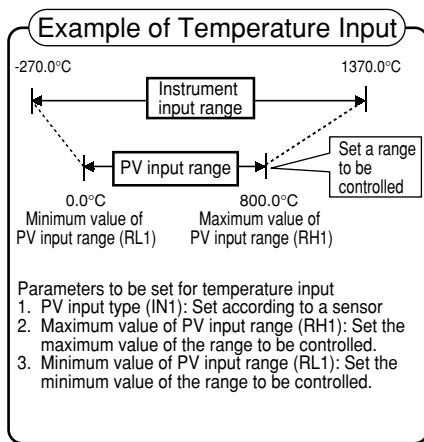 Example of Temperature Input
-270.0°C 1370.0°C
Instrument
input range
PV input range
Set a range
to be
controlled
0.0°C 800.0°C
Minimum value of Maximum value of
PV input range (RL1) PV input range (RH1)
Parameters to be set for temperature input
1. PV input type (IN1): Set according to a sensor
2. Maximum value of PV input range (RH1): Set the
maximum value of the range to be controlled.
3. Minimum value of PV input range (RL1): Set the
minimum value of the range to be controlled.